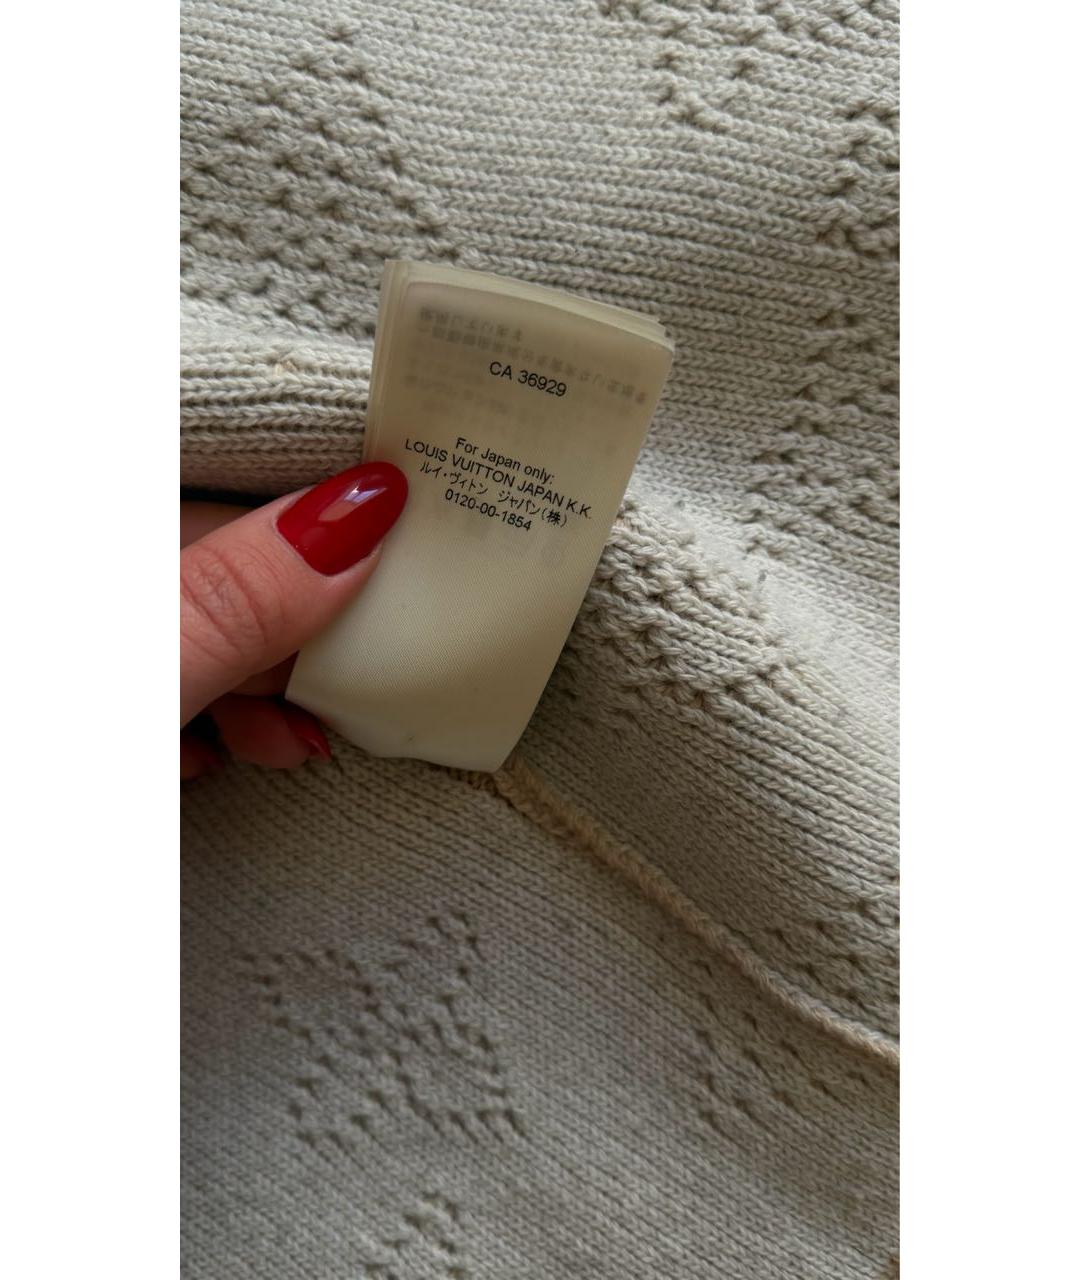 CA 36929
For Japan only:
LOUIS VUITTON JAPAN K.K.
ルイ・ヴィトン ジャパン(株)
0120-00-1854